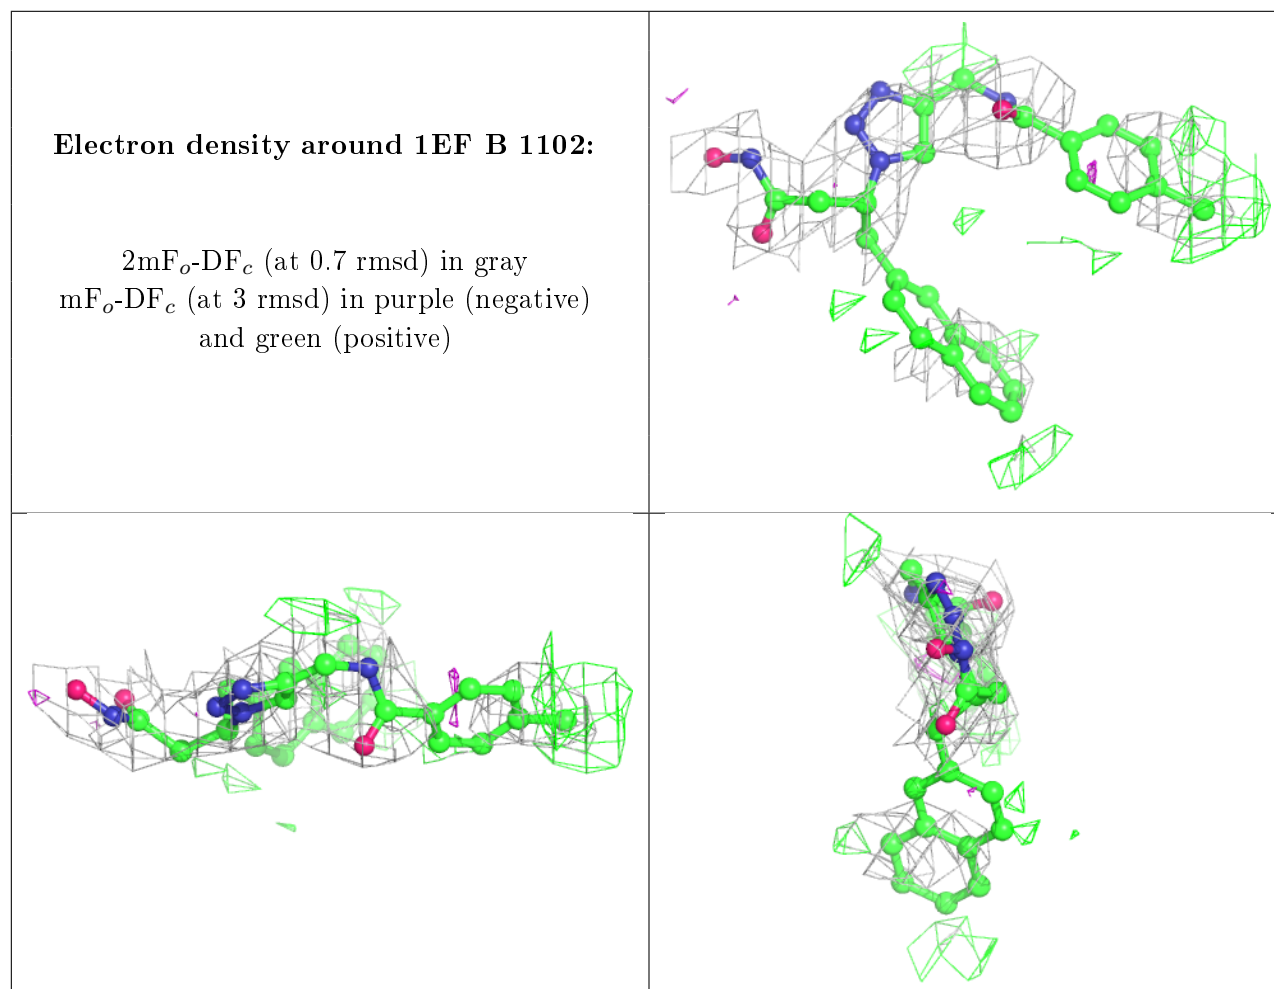 Electron density around 1EF B 1102:
2mFo-DFc (at 0.7 rmsd) in gray
mFo-DFc (at 3 rmsd) in purple (negative)
and green (positive)